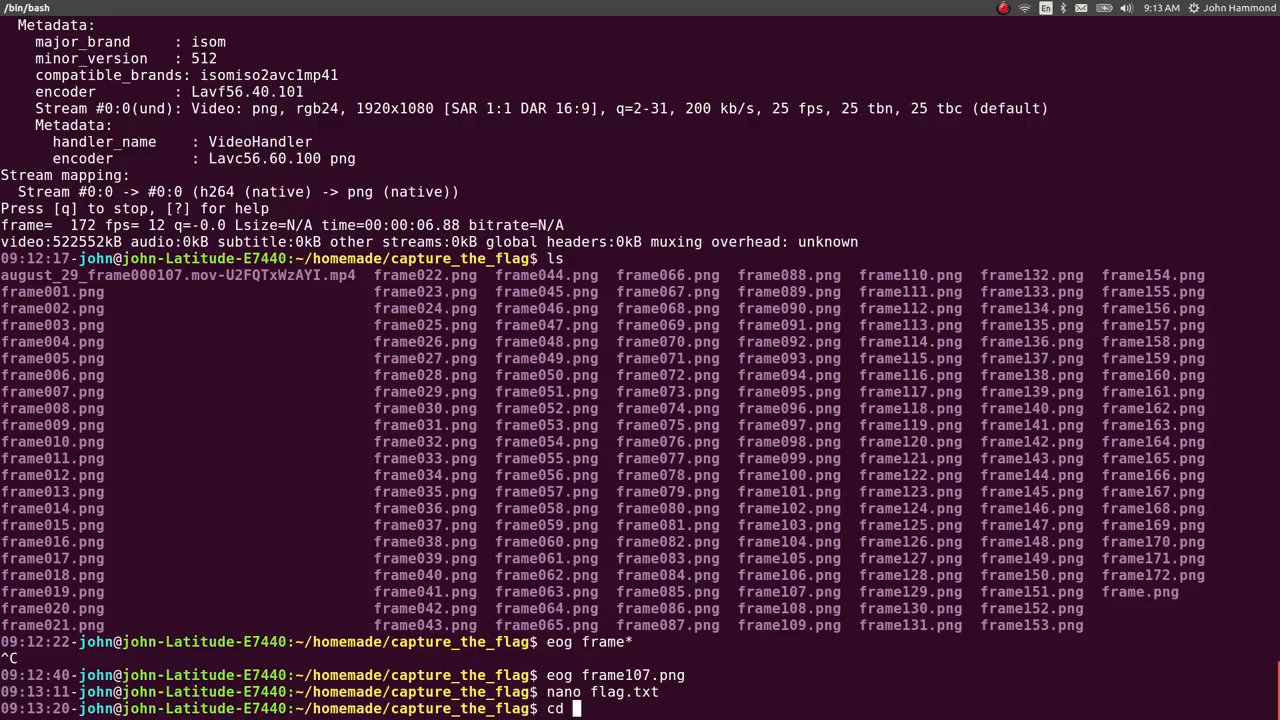 /bin/bash En 9:13 AM John Hammond
Metadata:
major_brand : isom
minor_version : 512
compatible_brands: isomiso2avc1mp41
encoder : Lavf56.40.101
Stream #0:0(und): Video: png, rgb24, 1920x1080 [SAR 1:1 DAR 16:9], q=2-31, 200 kb/s, 25 fps, 25 tbn, 25 tbc (default)
Metadata:
handler_name : VideoHandler
encoder : Lavc56.60.100 png
Stream mapping:
Stream #0:0 -> #0:0 (h264 (native) -> png (native))
Press [q] to stop, [?] for help
frame= 172 fps= 12 q=-0.0 Lsize=N/A time=00:00:06.88 bitrate=N/A
video:522552kB audio:0kB subtitle:0kB other streams:0kB global headers:0kB muxing overhead: unknown
09:12:17-john@john-Latitude-E7440:~/homemade/capture_the_flag$ ls
august_29_frame000107.mov-U2FQTxWzAYI.mp4 frame022.png frame044.png frame066.png frame088.png frame110.png frame132.png frame154.png
frame001.png frame023.png frame045.png frame067.png frame089.png frame111.png frame133.png frame155.png
frame002.png frame024.png frame046.png frame068.png frame090.png frame112.png frame134.png frame156.png
frame003.png frame025.png frame047.png frame069.png frame091.png frame113.png frame135.png frame157.png
frame004.png frame026.png frame048.png frame070.png frame092.png frame114.png frame136.png frame158.png
frame005.png frame027.png frame049.png frame071.png frame093.png frame115.png frame137.png frame159.png
frame006.png frame028.png frame050.png frame072.png frame094.png frame116.png frame138.png frame160.png
frame007.png frame029.png frame051.png frame073.png frame095.png frame117.png frame139.png frame161.png
frame008.png frame030.png frame052.png frame074.png frame096.png frame118.png frame140.png frame162.png
frame009.png frame031.png frame053.png frame075.png frame097.png frame119.png frame141.png frame163.png
frame010.png frame032.png frame054.png frame076.png frame098.png frame120.png frame142.png frame164.png
frame011.png frame033.png frame055.png frame077.png frame099.png frame121.png frame143.png frame165.png
frame012.png frame034.png frame056.png frame078.png frame100.png frame122.png frame144.png frame166.png
frame013.png frame035.png frame057.png frame079.png frame101.png frame123.png frame145.png frame167.png
frame014.png frame036.png frame058.png frame080.png frame102.png frame124.png frame146.png frame168.png
frame015.png frame037.png frame059.png frame081.png frame103.png frame125.png frame147.png frame169.png
frame016.png frame038.png frame060.png frame082.png frame104.png frame126.png frame148.png frame170.png
frame017.png frame039.png frame061.png frame083.png frame105.png frame127.png frame149.png frame171.png
frame018.png frame040.png frame062.png frame084.png frame106.png frame128.png frame150.png frame172.png
frame019.png frame041.png frame063.png frame085.png frame107.png frame129.png frame151.png frame.png
frame020.png frame042.png frame064.png frame086.png frame108.png frame130.png frame152.png
frame021.png frame043.png frame065.png frame087.png frame109.png frame131.png frame153.png
09:12:22-john@john-Latitude-E7440:~/homemade/capture_the_flag$ eog frame*
^C
09:12:40-john@john-Latitude-E7440:~/homemade/capture_the_flag$ eog frame107.png
09:13:11-john@john-Latitude-E7440:~/homemade/capture_the_flag$ nano flag.txt
09:13:20-john@john-Latitude-E7440:~/homemade/capture_the_flag$ cd